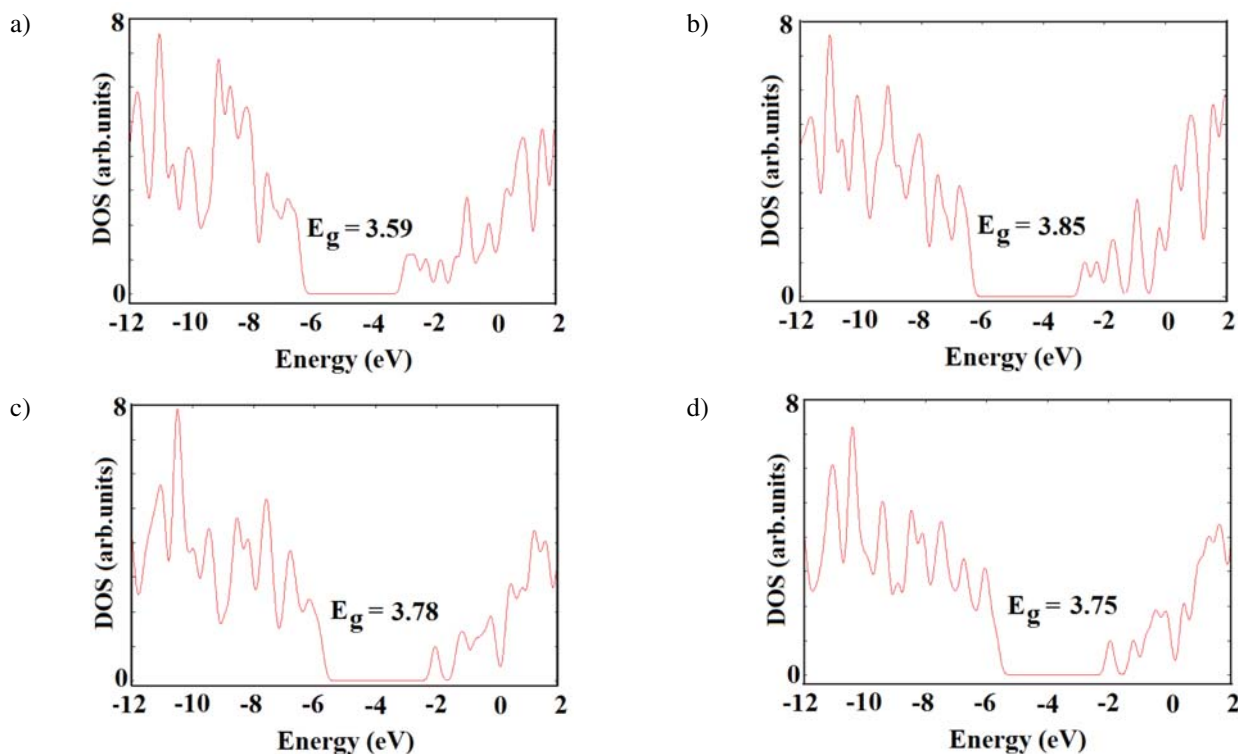 a)
8
DOS (arb.units)
E_g = 3.59
0
-12 -10 -8 -6 -4 -2 0 2
Energy (eV)
b)
8
DOS (arb.units)
E_g = 3.85
0
-12 -10 -8 -6 -4 -2 0 2
Energy (eV)
c)
8
DOS (arb.units)
E_g = 3.78
0
-12 -10 -8 -6 -4 -2 0 2
Energy (eV)
d)
8
DOS (arb.units)
E_g = 3.75
0
-12 -10 -8 -6 -4 -2 0 2
Energy (eV)